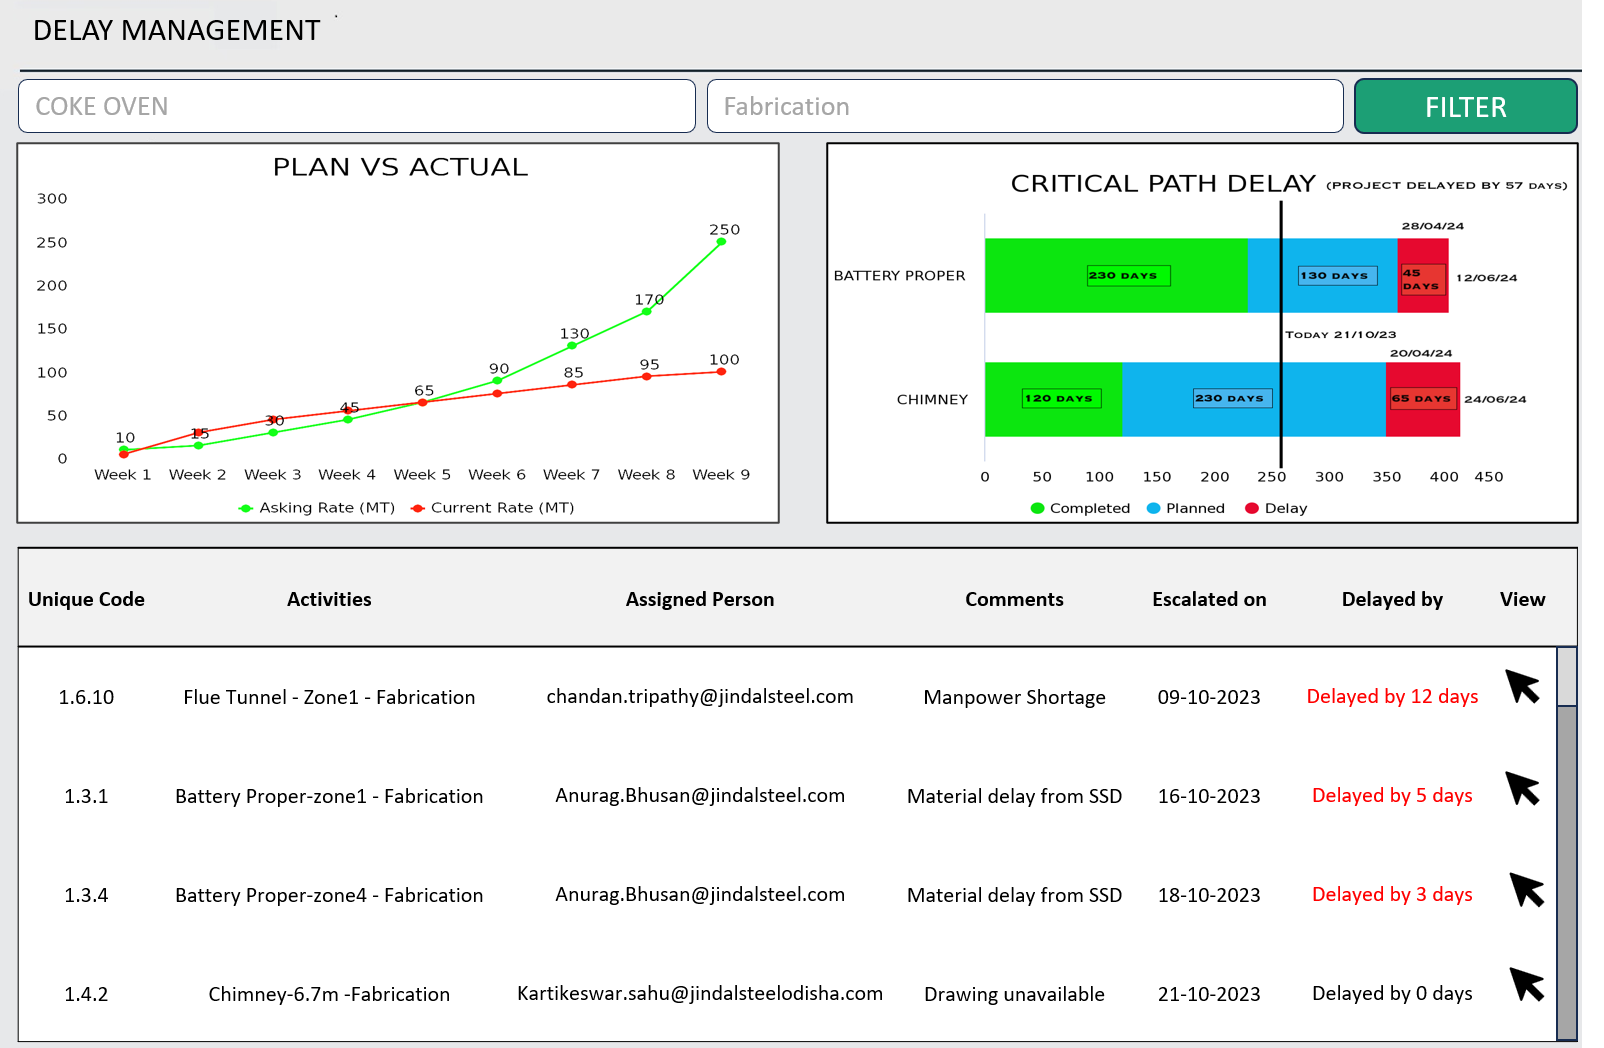 DELAY MANAGEMENT
COKE OVEN
Fabrication
FILTER
PLAN VS ACTUAL
300
250
200
150
100
50
0
10
15
30
45
65
90
130
170
250
85
95
100
Week 1 Week 2 Week 3 Week 4 Week 5 Week 6 Week 7 Week 8 Week 9
Asking Rate (MT) Current Rate (MT)
CRITICAL PATH DELAY (PROJECT DELAYED BY 57 DAYS)
28/04/24
BATTERY PROPER
230 DAYS
130 DAYS
45
DAYS
12/06/24
TODAY 21/10/23
20/04/24
CHIMNEY
120 DAYS
230 DAYS
65 DAYS
24/06/24
0 50 100 150 200 250 300 350 400 450
Completed Planned Delay
Unique Code Activities Assigned Person Comments Escalated on Delayed by View
1.6.10 Flue Tunnel - Zone1 - Fabrication chandan.tripathy@jindalsteel.com Manpower Shortage 09-10-2023 Delayed by 12 days
1.3.1 Battery Proper-zone1 - Fabrication Anurag.Bhusan@jindalsteel.com Material delay from SSD 16-10-2023 Delayed by 5 days
1.3.4 Battery Proper-zone4 - Fabrication Anurag.Bhusan@jindalsteel.com Material delay from SSD 18-10-2023 Delayed by 3 days
1.4.2 Chimney-6.7m -Fabrication Kartikeswar.sahu@jindalsteelodisha.com Drawing unavailable 21-10-2023 Delayed by 0 days